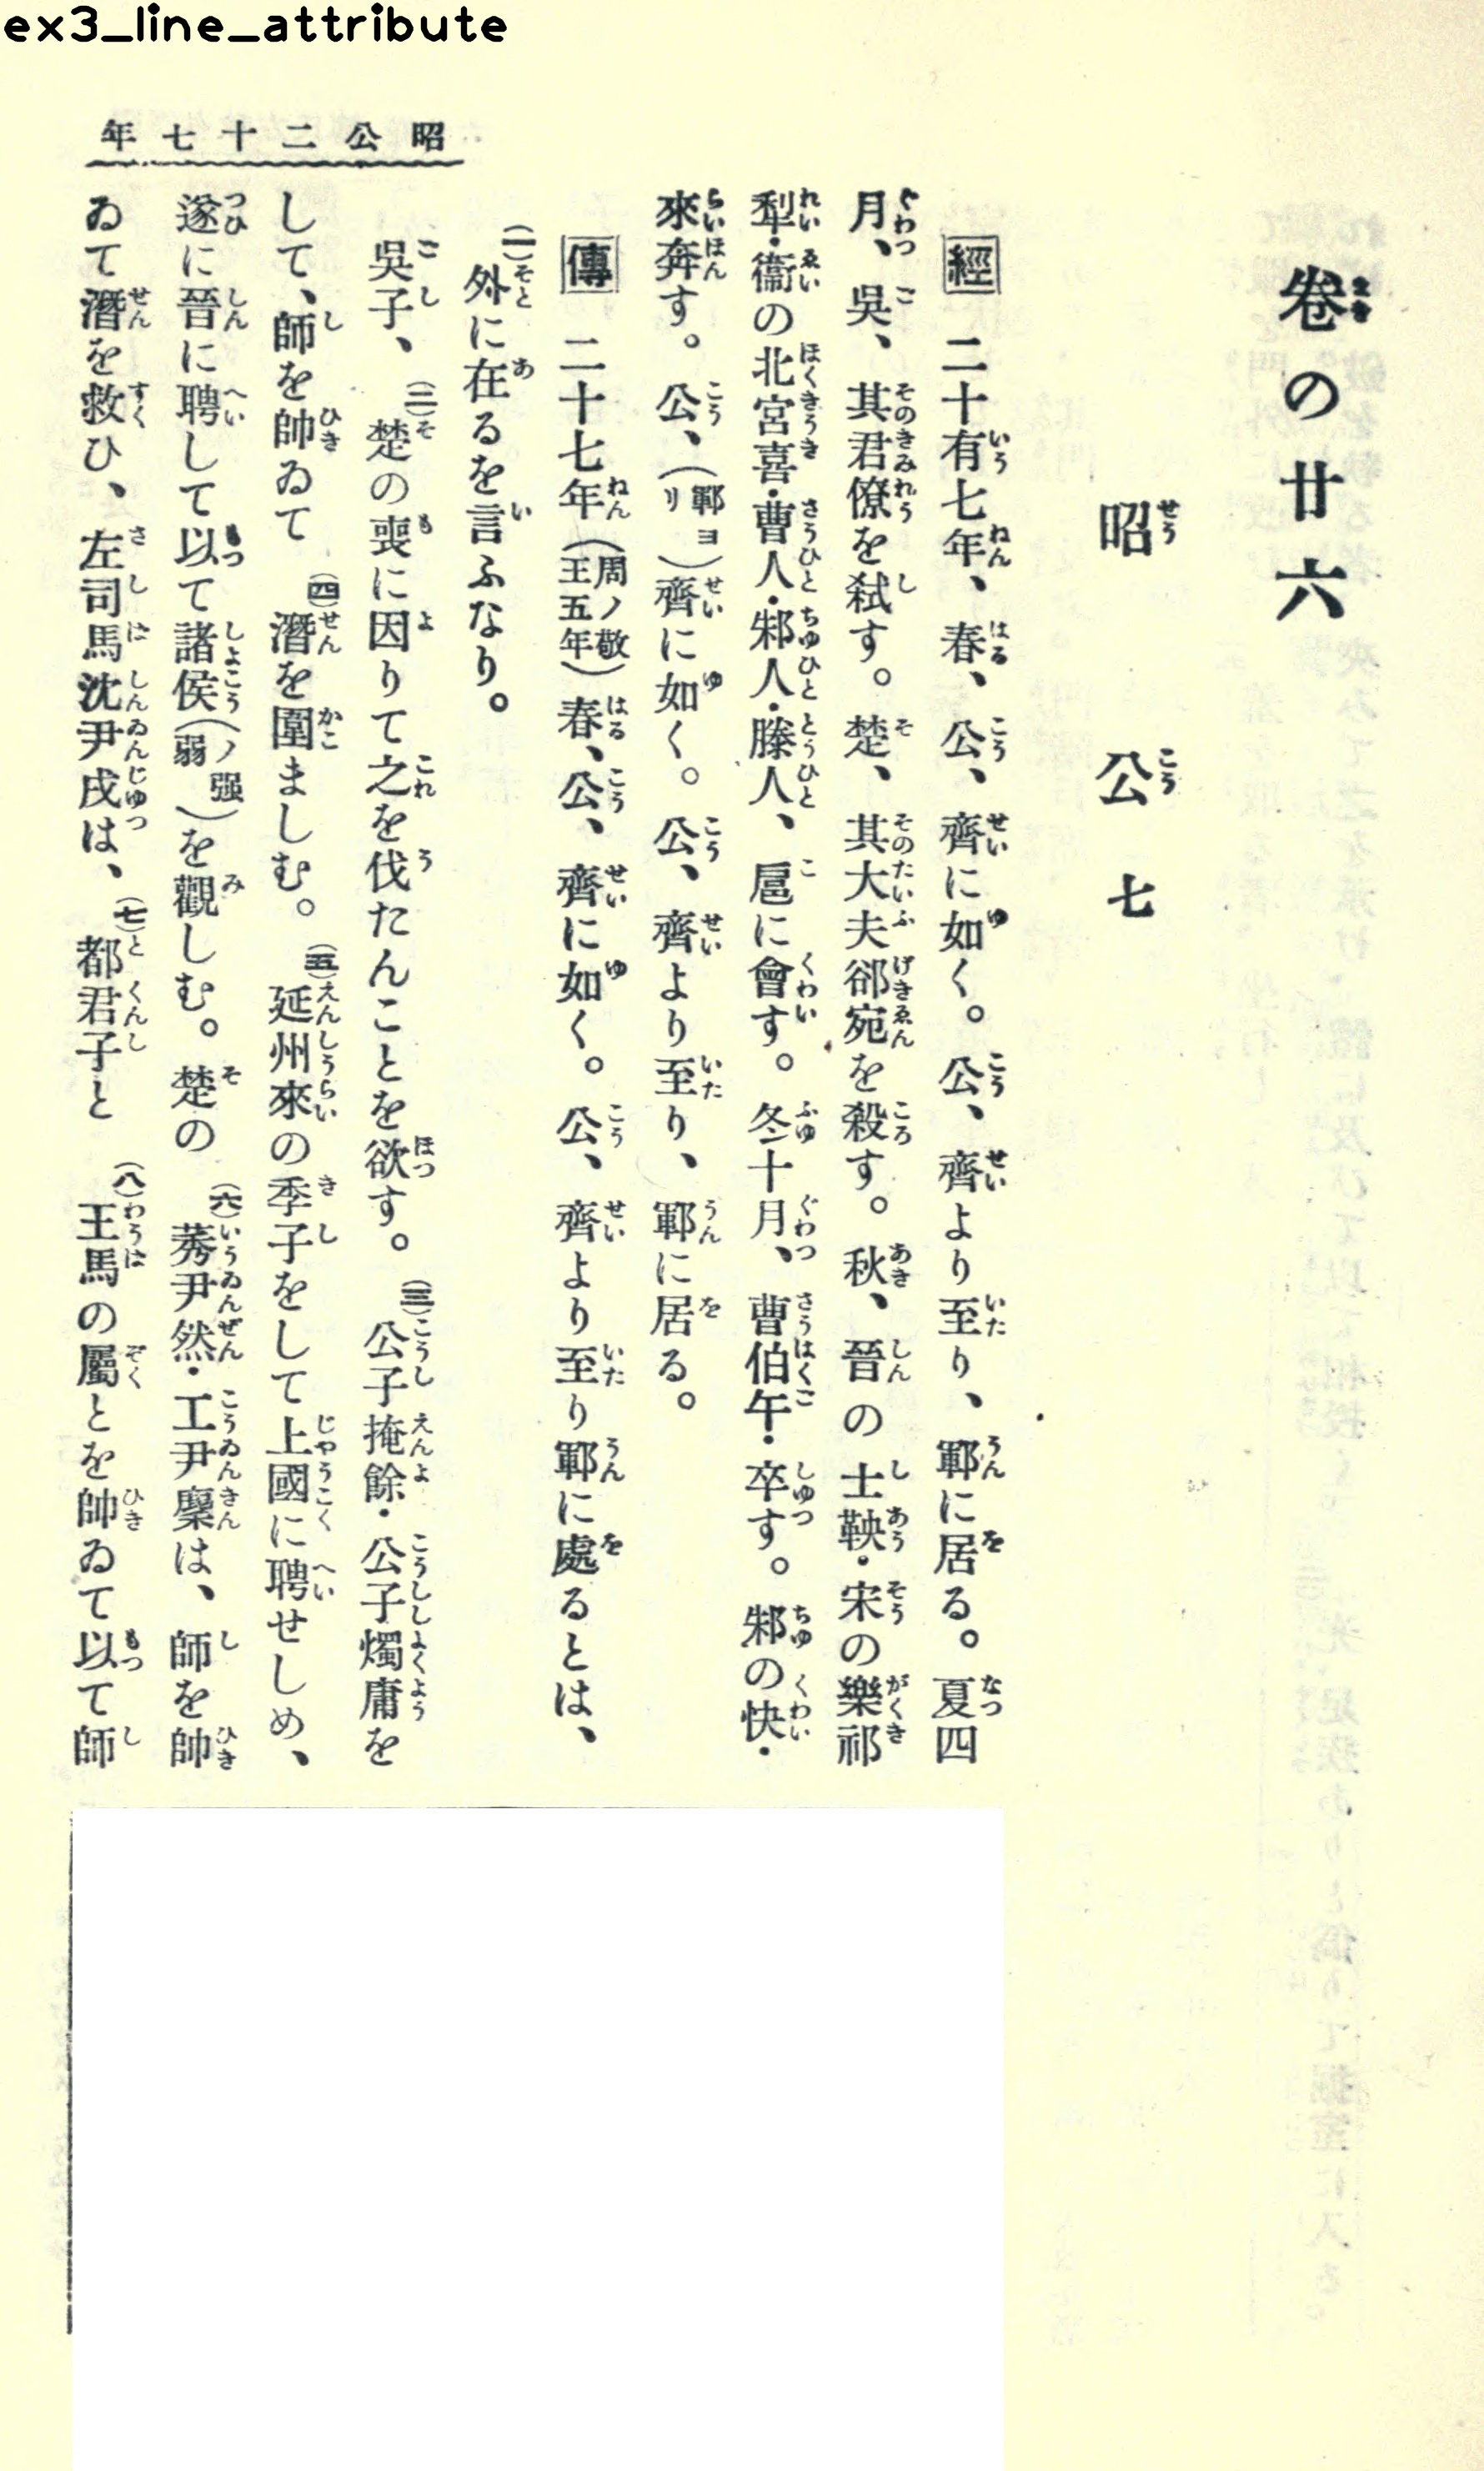 ex3_line_attribute
昭公二十七年
卷の廿六
昭公七
經 二十有七年、春、公、齊に如く。公、齊より至り、鄆に居る。夏四
月、吳、其君僚を弑す。楚、其大夫郤宛を殺す。秋、晉の士鞅・宋の樂祁
犁・衞の北宮喜・曹人・邾人・滕人、扈に會す。冬十月、曹伯午・卒す。邾の快・
來奔す。公、(鄆ヨリ)齊に如く。公、齊より至り、鄆に居る。
傳 二十七年(周ノ敬王五年)春、公、齊に如く。公、齊より至り鄆に處るとは、
(一)外に在るを言ふなり。
吳子、(二)楚の喪に因りて之を伐たんことを欲す。(三)公子掩餘・公子燭庸を
して、師を帥ゐて(四)潛を圍ましむ。(五)延州來の季子をして上國に聘せしめ、
遂に晉に聘して以て諸侯(ノ强弱)を觀しむ。楚の(六)莠尹然・工尹麇は、師を帥
ゐて潛を救ひ、左司馬沈尹戌は、(七)都君子と(八)王馬の屬とを帥ゐて以て師